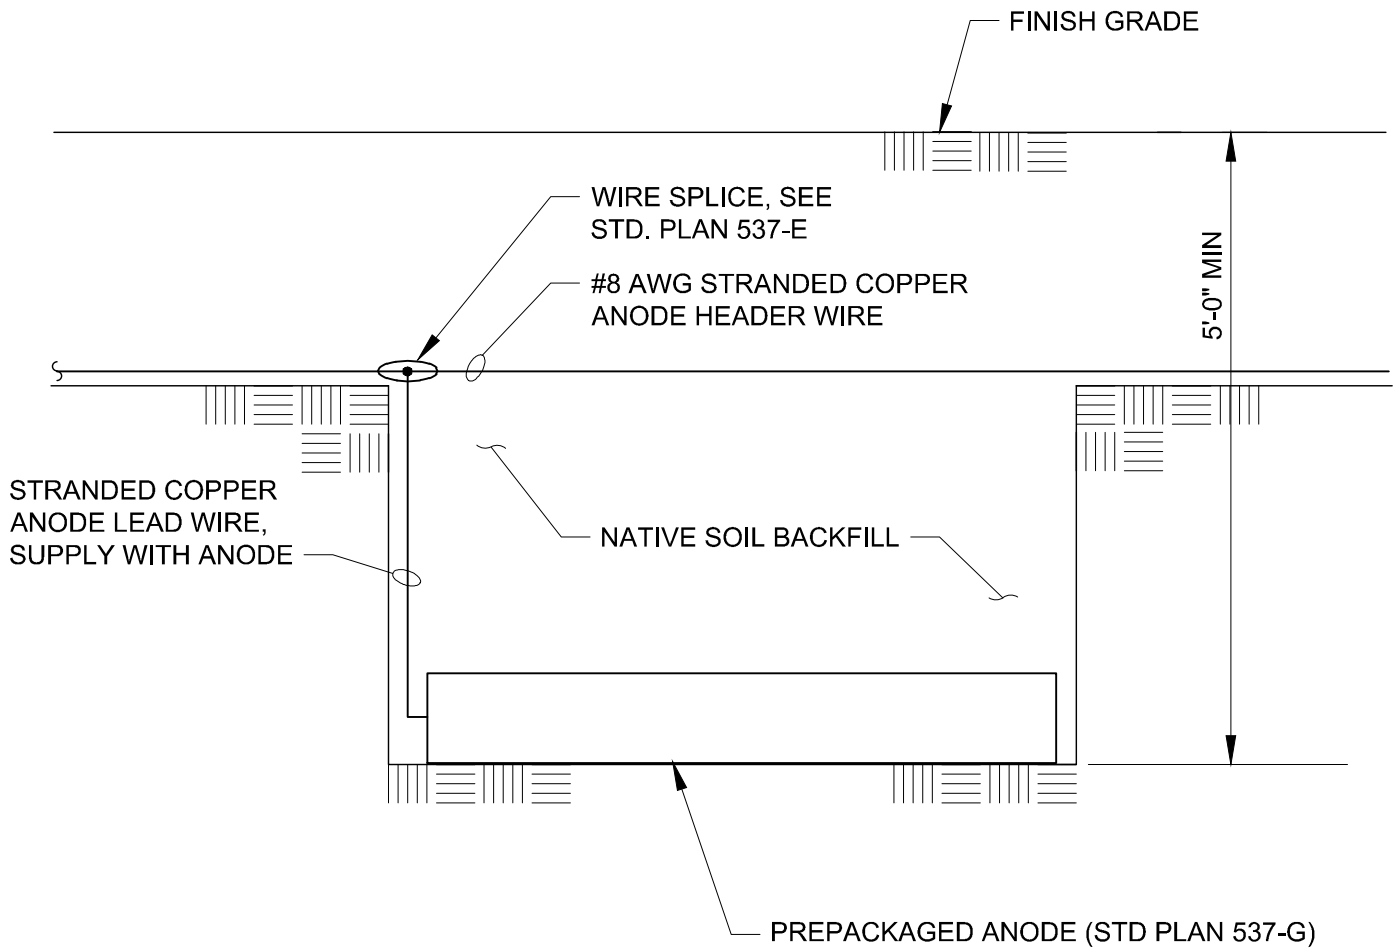 FINISH GRADE
WIRE SPLICE, SEE
STD. PLAN 537-E
#8 AWG STRANDED COPPER
ANODE HEADER WIRE
5'-0" MIN
STRANDED COPPER
ANODE LEAD WIRE,
SUPPLY WITH ANODE
NATIVE SOIL BACKFILL
PREPACKAGED ANODE (STD PLAN 537-G)